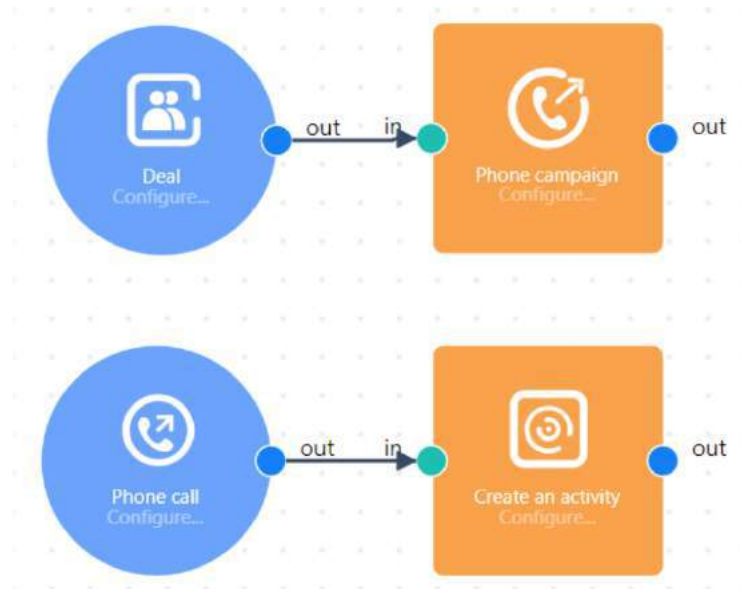 out in out
Deal
Configure...
Phone campaign
Configure...
out in out
Phone call
Configure...
Create an activity
Configure...